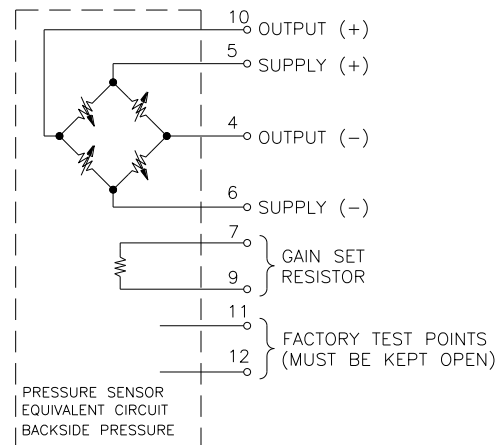 10 OUTPUT (+)
5 SUPPLY (+)
4 OUTPUT (-)
6 SUPPLY (-)
7
GAIN SET
RESISTOR
9
11
FACTORY TEST POINTS
(MUST BE KEPT OPEN)
12
PRESSURE SENSOR
EQUIVALENT CIRCUIT
BACKSIDE PRESSURE